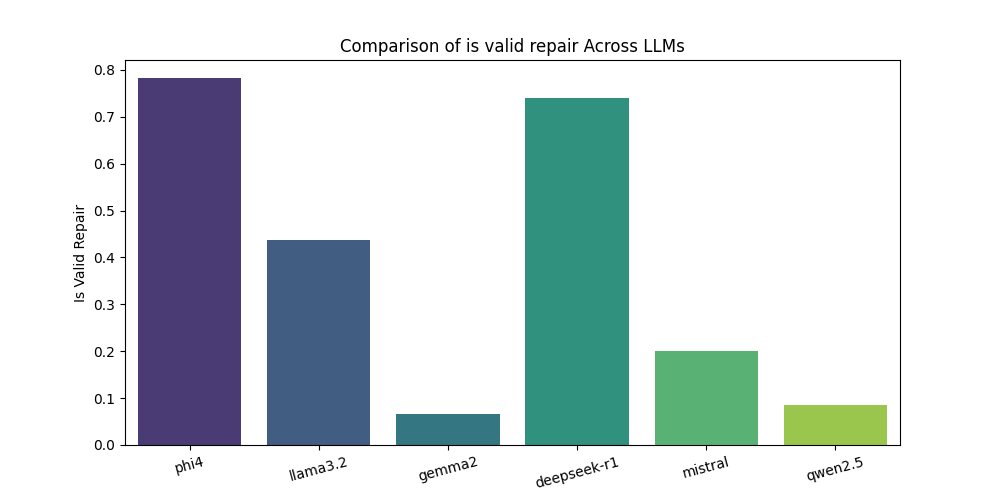 Comparison of is valid repair Across LLMs
Is Valid Repair
0.8
0.7
0.6
0.5
0.4
0.3
0.2
0.1
0.0
phi4
llama3.2
gemma2
deepseek-r1
mistral
qwen2.5